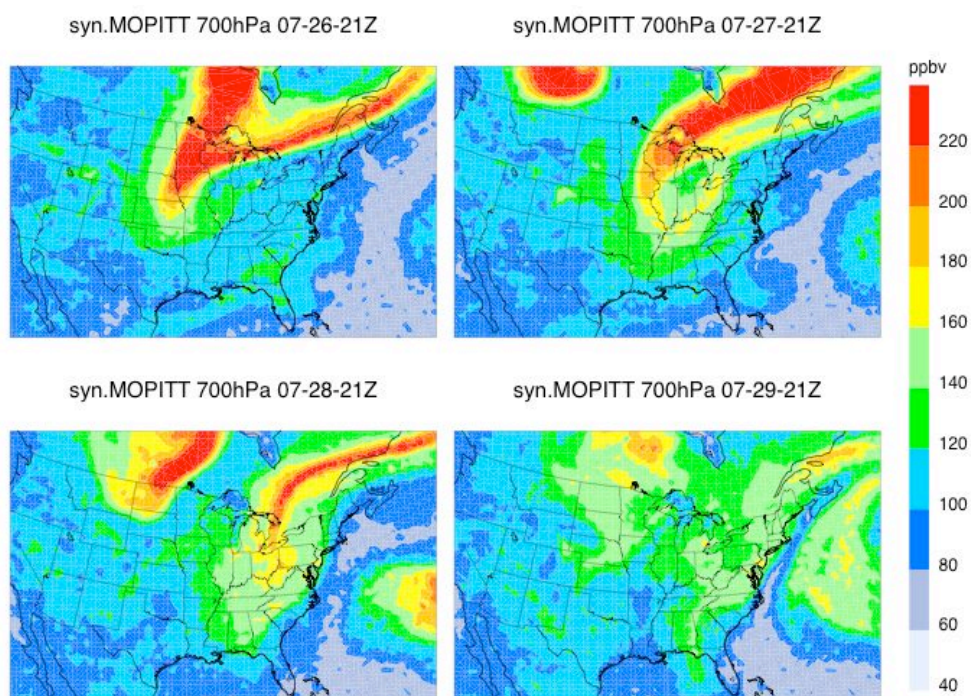 syn.MOPITT 700hPa 07-26-21Z
syn.MOPITT 700hPa 07-27-21Z
ppbv
220
200
180
160
140
120
100
80
60
40
syn.MOPITT 700hPa 07-28-21Z
syn.MOPITT 700hPa 07-29-21Z